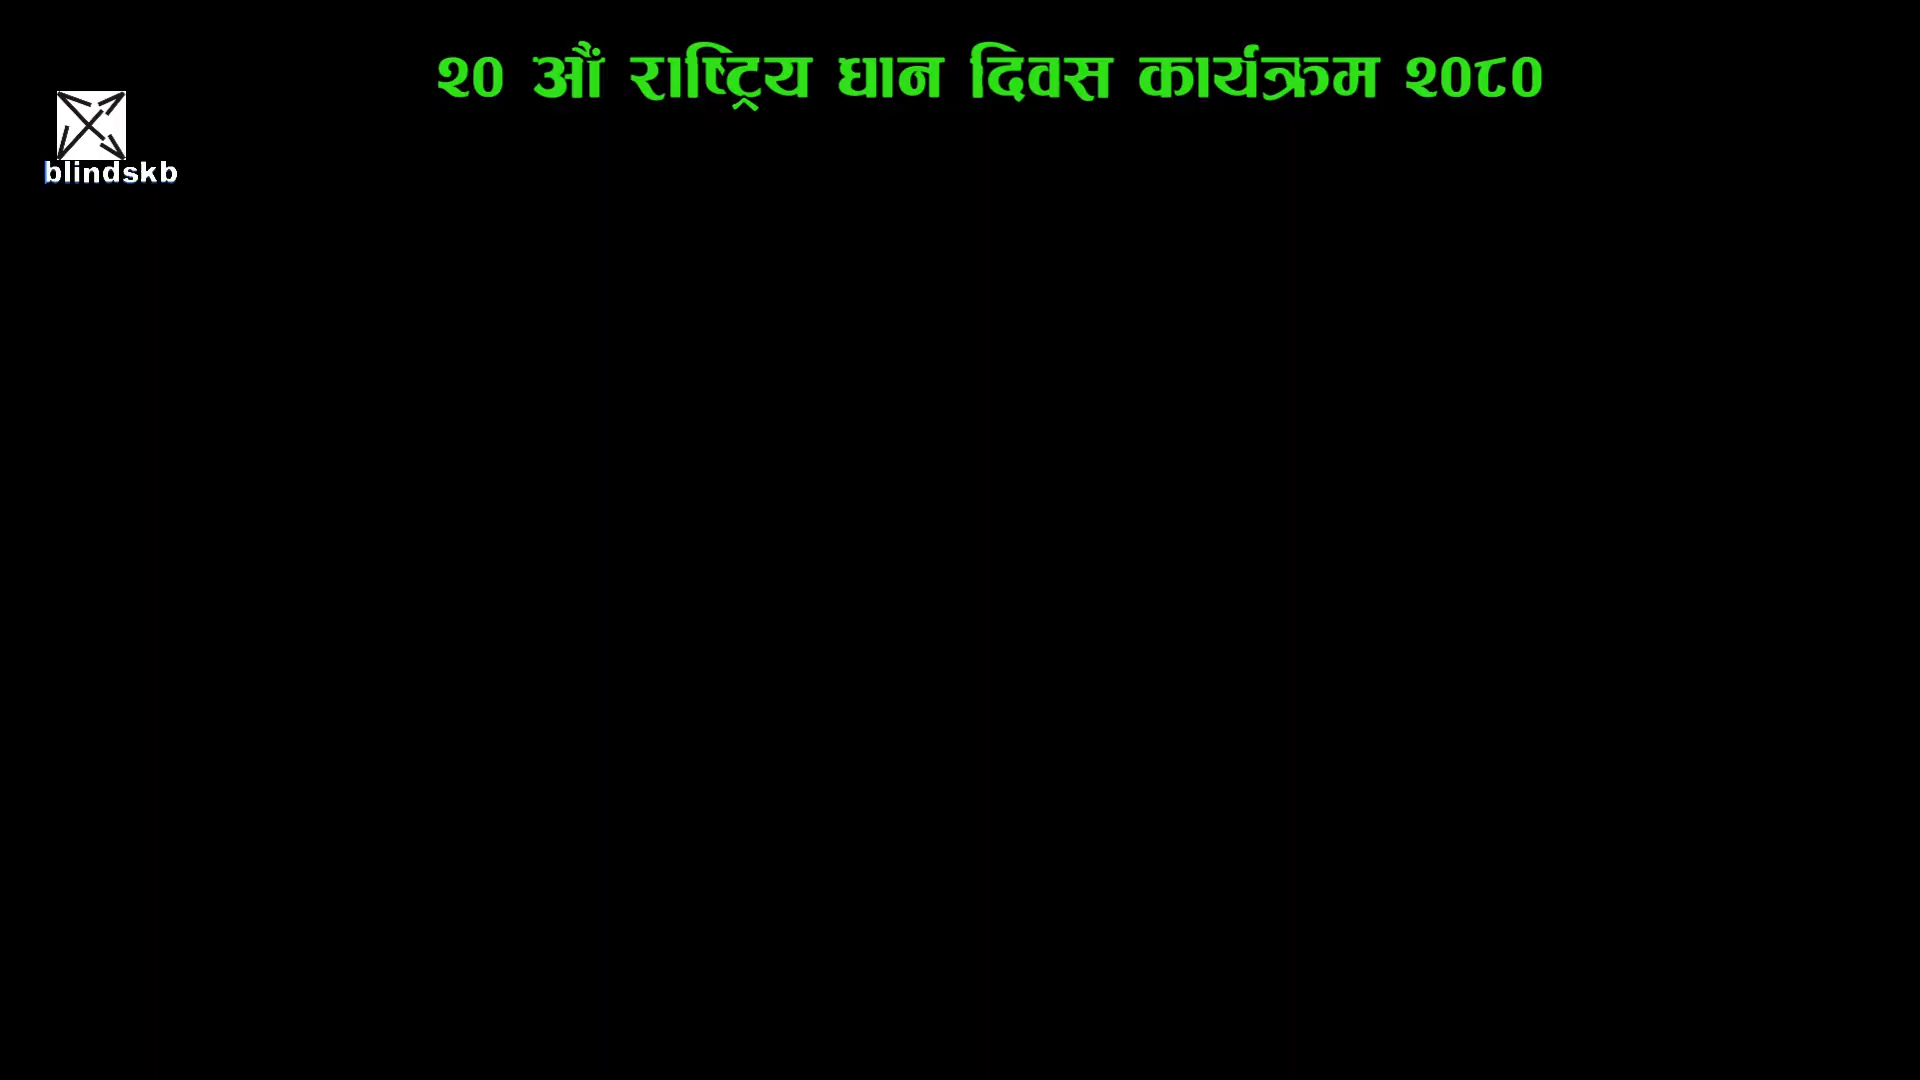 २० औं राष्ट्रिय धान दिवस कार्यक्रम २०८०
blindskb